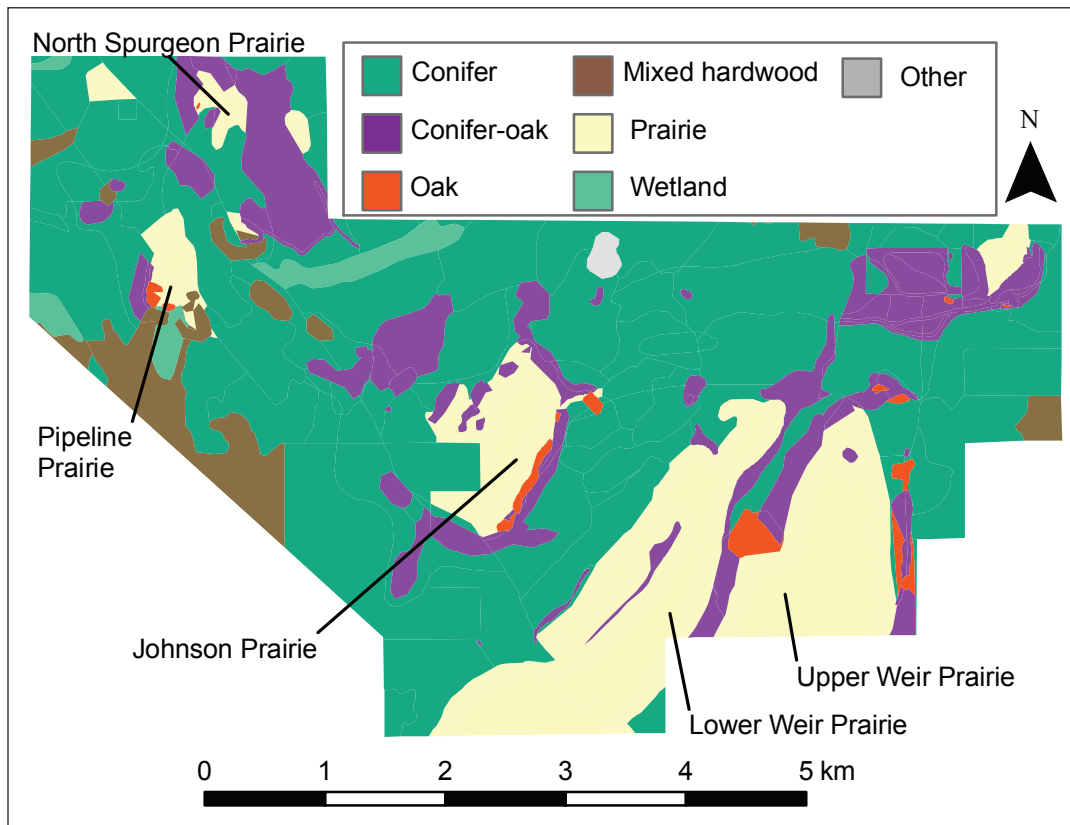 North Spurgeon Prairie
Conifer
Mixed hardwood
Other
Conifer-oak
Prairie
Oak
Wetland
N
Pipeline
Prairie
Johnson Prairie
Upper Weir Prairie
Lower Weir Prairie
0 1 2 3 4 5 km